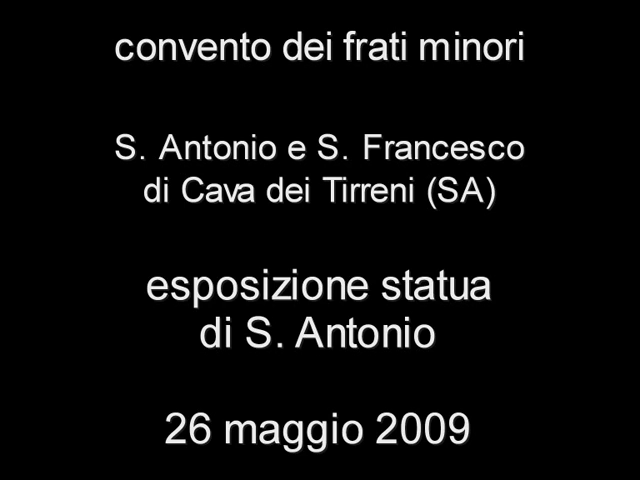 convento dei frati minori
S. Antonio e S. Francesco
di Cava dei Tirreni (SA)
esposizione statua
di S. Antonio
26 maggio 2009